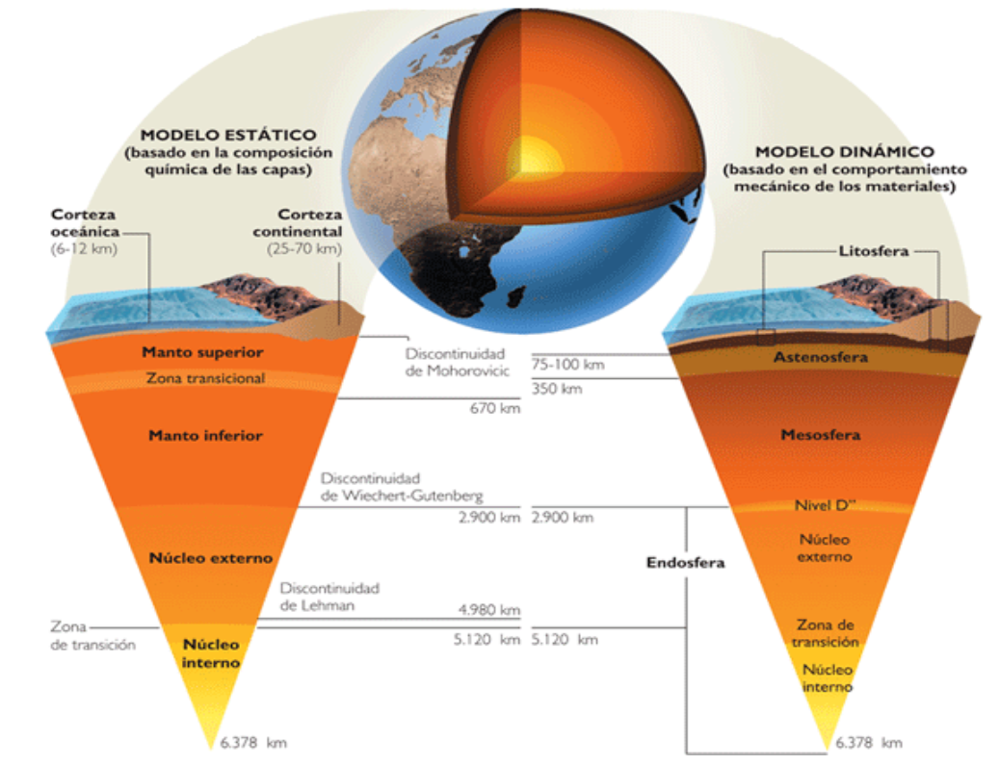 MODELO ESTÁTICO
(basado en la composición
química de las capas)
Corteza
oceánica
(6-12 km)
Corteza
continental
(25-70 km)
Manto superior
Zona transicional
Manto inferior
Núcleo externo
Núcleo
interno
Zona
de transición
6.378 km
Discontinuidad
de Mohorovicic
670 km
Discontinuidad
de Wiechert-Gutenberg
2.900 km
Discontinuidad
de Lehman
4.980 km
5.120 km
MODELO DINÁMICO
(basado en el comportamiento
mecánico de los materiales)
Litosfera
75-100 km
350 km
2.900 km
5.120 km
Endosfera
Astenosfera
Mesosfera
Nivel D”
Núcleo
externo
Zona de
transición
Núcleo
interno
6.378 km